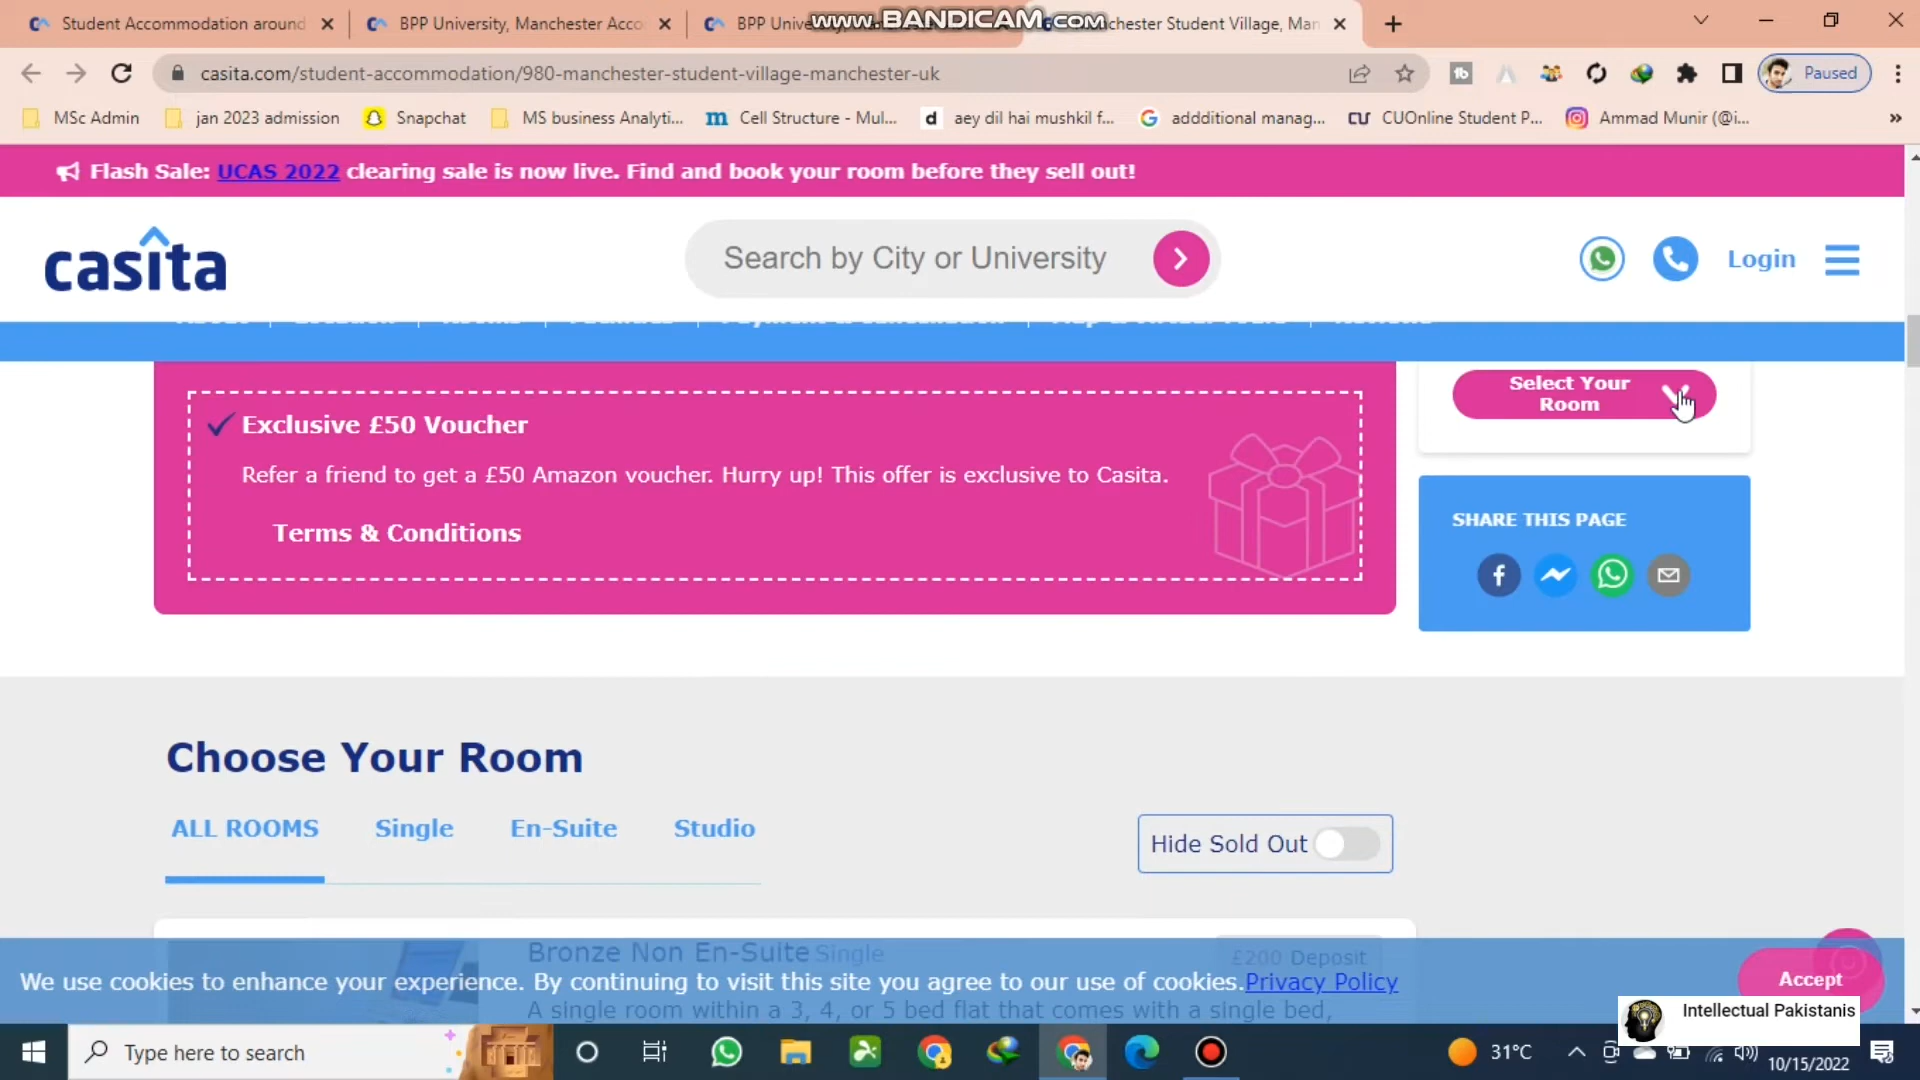 Student Accommodation around
BPP University, Manchester Acco
BPP Unive
chester Student Village, Man
www.BANDICAM.com
casita.com/student-accommodation/980-manchester-student-village-manchester-uk
Paused
MSc Admin
jan 2023 admission
Snapchat
MS business Analyti...
Cell Structure - Mul...
aey dil hai mushkil f...
addditional manag...
CUOnline Student P...
Ammad Munir (@i...
Flash Sale: UCAS 2022 clearing sale is now live. Find and book your room before they sell out!
casita
Search by City or University
Login
Select Your
Room
Exclusive £50 Voucher
Refer a friend to get a £50 Amazon voucher. Hurry up! This offer is exclusive to Casita.
Terms & Conditions
SHARE THIS PAGE
Choose Your Room
ALL ROOMS
Single
En-Suite
Studio
Hide Sold Out
Bronze Non En-Suite Single
£200 Deposit
We use cookies to enhance your experience. By continuing to visit this site you agree to our use of cookies.Privacy Policy
Accept
A single room within a 3, 4, or 5 bed flat that comes with a single bed,
Intellectual Pakistanis
Type here to search
31°C
10/15/2022